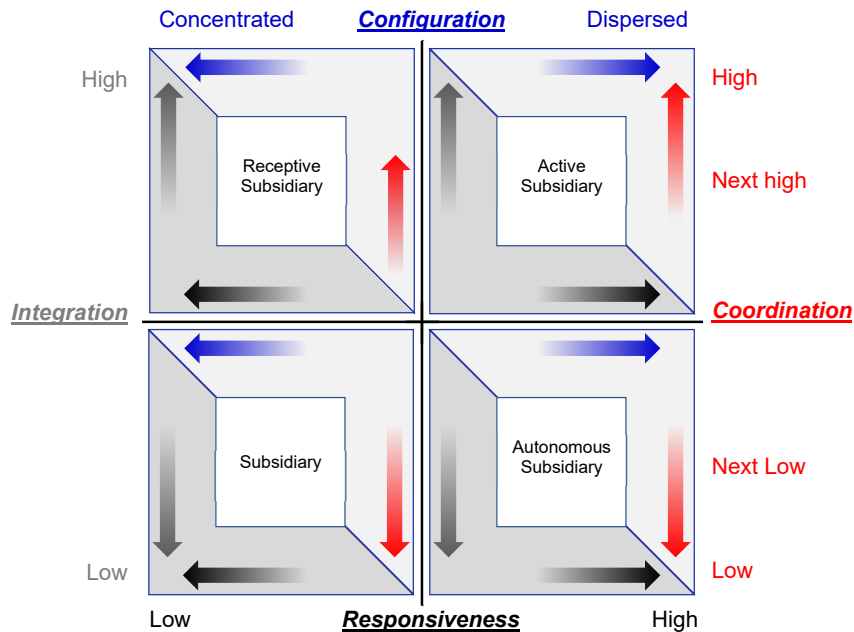 Concentrated
Configuration
Dispersed
High
High
Receptive
Subsidiary
Active
Subsidiary
Next high
Integration
Coordination
Subsidiary
Autonomous
Subsidiary
Next Low
Low
Low
Low
Responsiveness
High